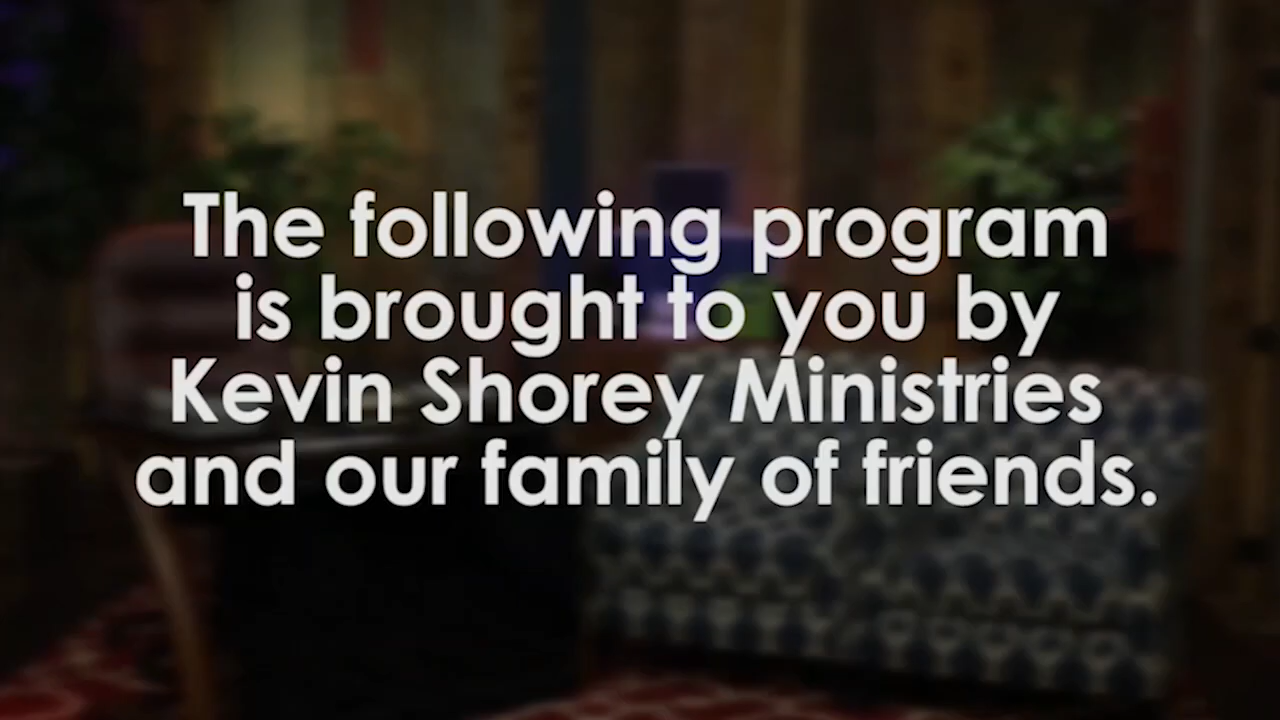 The following program
is brought to you by
Kevin Shorey Ministries
and our family of friends.